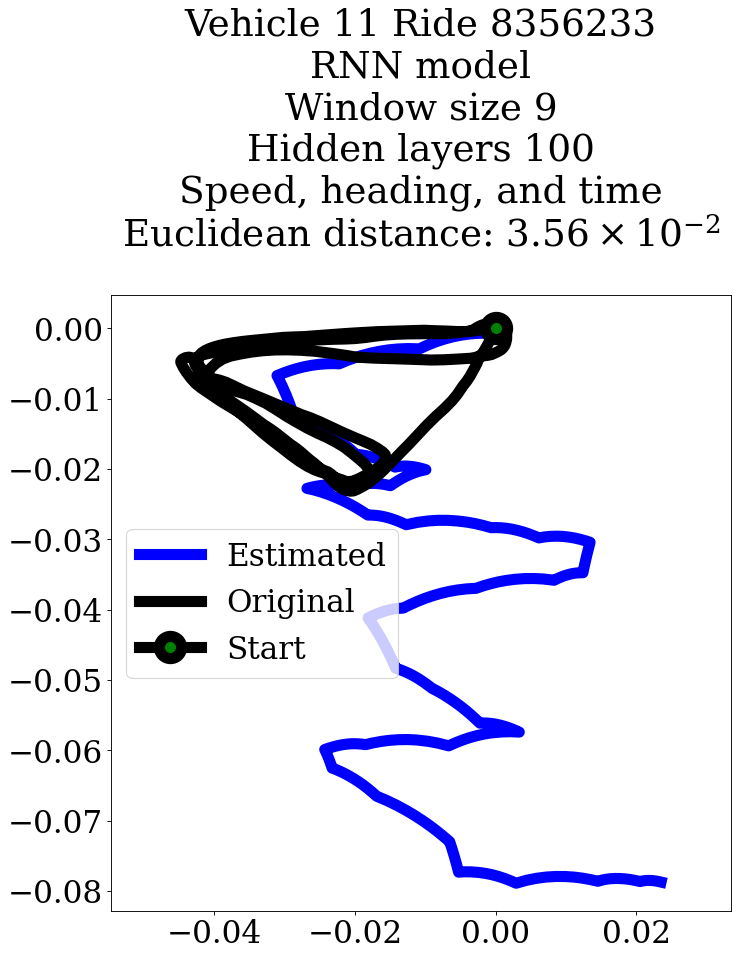 Vehicle 11 Ride 8356233
RNN model
Window size 9
Hidden layers 100
Speed, heading, and time
Euclidean distance: 3.56 × 10⁻²
0.00
−0.01
−0.02
−0.03
−0.04
−0.05
−0.06
−0.07
−0.08
Estimated
Original
Start
−0.04 −0.02 0.00 0.02